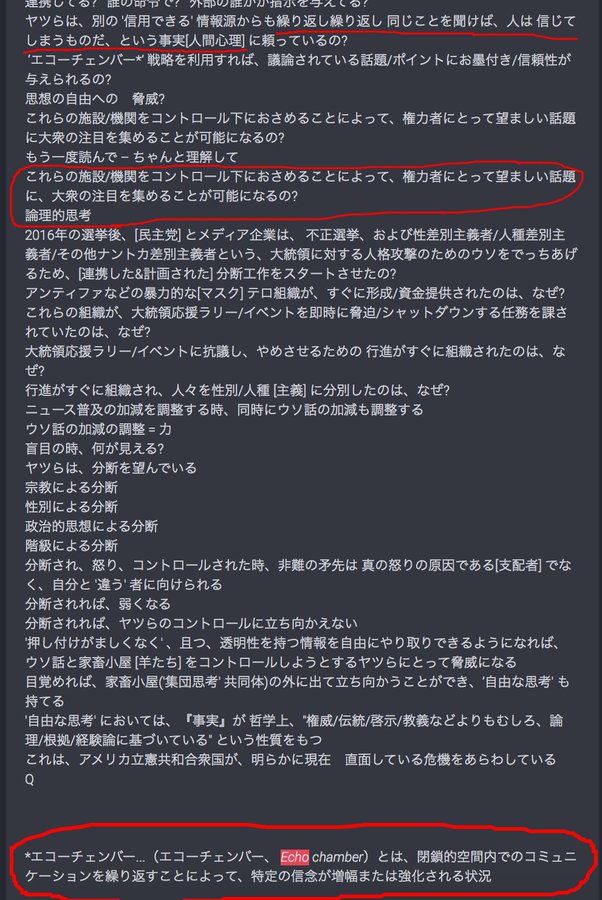 連携してる? 誰の命令で? 外部の誰かが指示を与えてる?
ヤツらは、別の '信用できる' 情報源からも繰り返し繰り返し 同じことを聞けば、人は 信じて
しまうものだ、という事実[人間心理] に頼っているの?
'エコーチェンバー*' 戦略を利用すれば、議論されている話題/ポイントにお墨付き/信頼性が
与えられるの?
思想の自由への　脅威?
これらの施設/機関をコントロール下におさめることによって、権力者にとって望ましい話題
に大衆の注目を集めることが可能になるの?
もう一度読んで – ちゃんと理解して
これらの施設/機関をコントロール下におさめることによって、権力者にとって望ましい話題
に、大衆の注目を集めることが可能になるの?
論理的思考
2016年の選挙後、[民主党] とメディア企業は、 不正選挙、および性差別主義者/人種差別主
義者/その他ナントカ差別主義者という、大統領に対する人格攻撃のためのウソをでっちあげ
るため、[連携した&計画された] 分断工作をスタートさせたの?
アンティファなどの暴力的な[マスク] テロ組織が、すぐに形成/資金提供されたのは、なぜ?
これらの組織が、大統領応援ラリー/イベントを即時に脅迫/シャットダウンする任務を課さ
れていたのは、なぜ?
大統領応援ラリー/イベントに抗議し、やめさせるための 行進がすぐに組織されたのは、な
ぜ?
行進がすぐに組織され、人々を性別/人種 [主義] に分別したのは、なぜ?
ニュース普及の加減を調整する時、同時にウソ話の加減も調整する
ウソ話の加減の調整 = 力
盲目の時、何が見える?
ヤツらは、分断を望んでいる
宗教による分断
性別による分断
政治的思想による分断
階級による分断
分断され、怒り、コントロールされた時、非難の矛先は 真の怒りの原因である[支配者] でな
く、自分と '違う' 者に向けられる
分断されれば、弱くなる
分断されれば、ヤツらのコントロールに立ち向かえない
'押し付けがましくなく' 、且つ、透明性を持つ情報を自由にやり取りできるようになれば、
ウソ話と家畜小屋 [羊たち] をコントロールしようとするヤツらにとって脅威になる
目覚めれば、家畜小屋('集団思考' 共同体)の外に出て立ち向かうことができ、'自由な思考' も
持てる
'自由な思考' においては、『事実』が 哲学上、"権威/伝統/啓示/教義などよりもむしろ、論
理/根拠/経験論に基づいている" という性質をもつ
これは、アメリカ立憲共和合衆国が、明らかに現在　直面している危機をあらわしている
Q
*エコーチェンバー...（エコーチェンバー、 Echo chamber）とは、閉鎖的空間内でのコミュニ
ケーションを繰り返すことによって、特定の信念が増幅または強化される状況